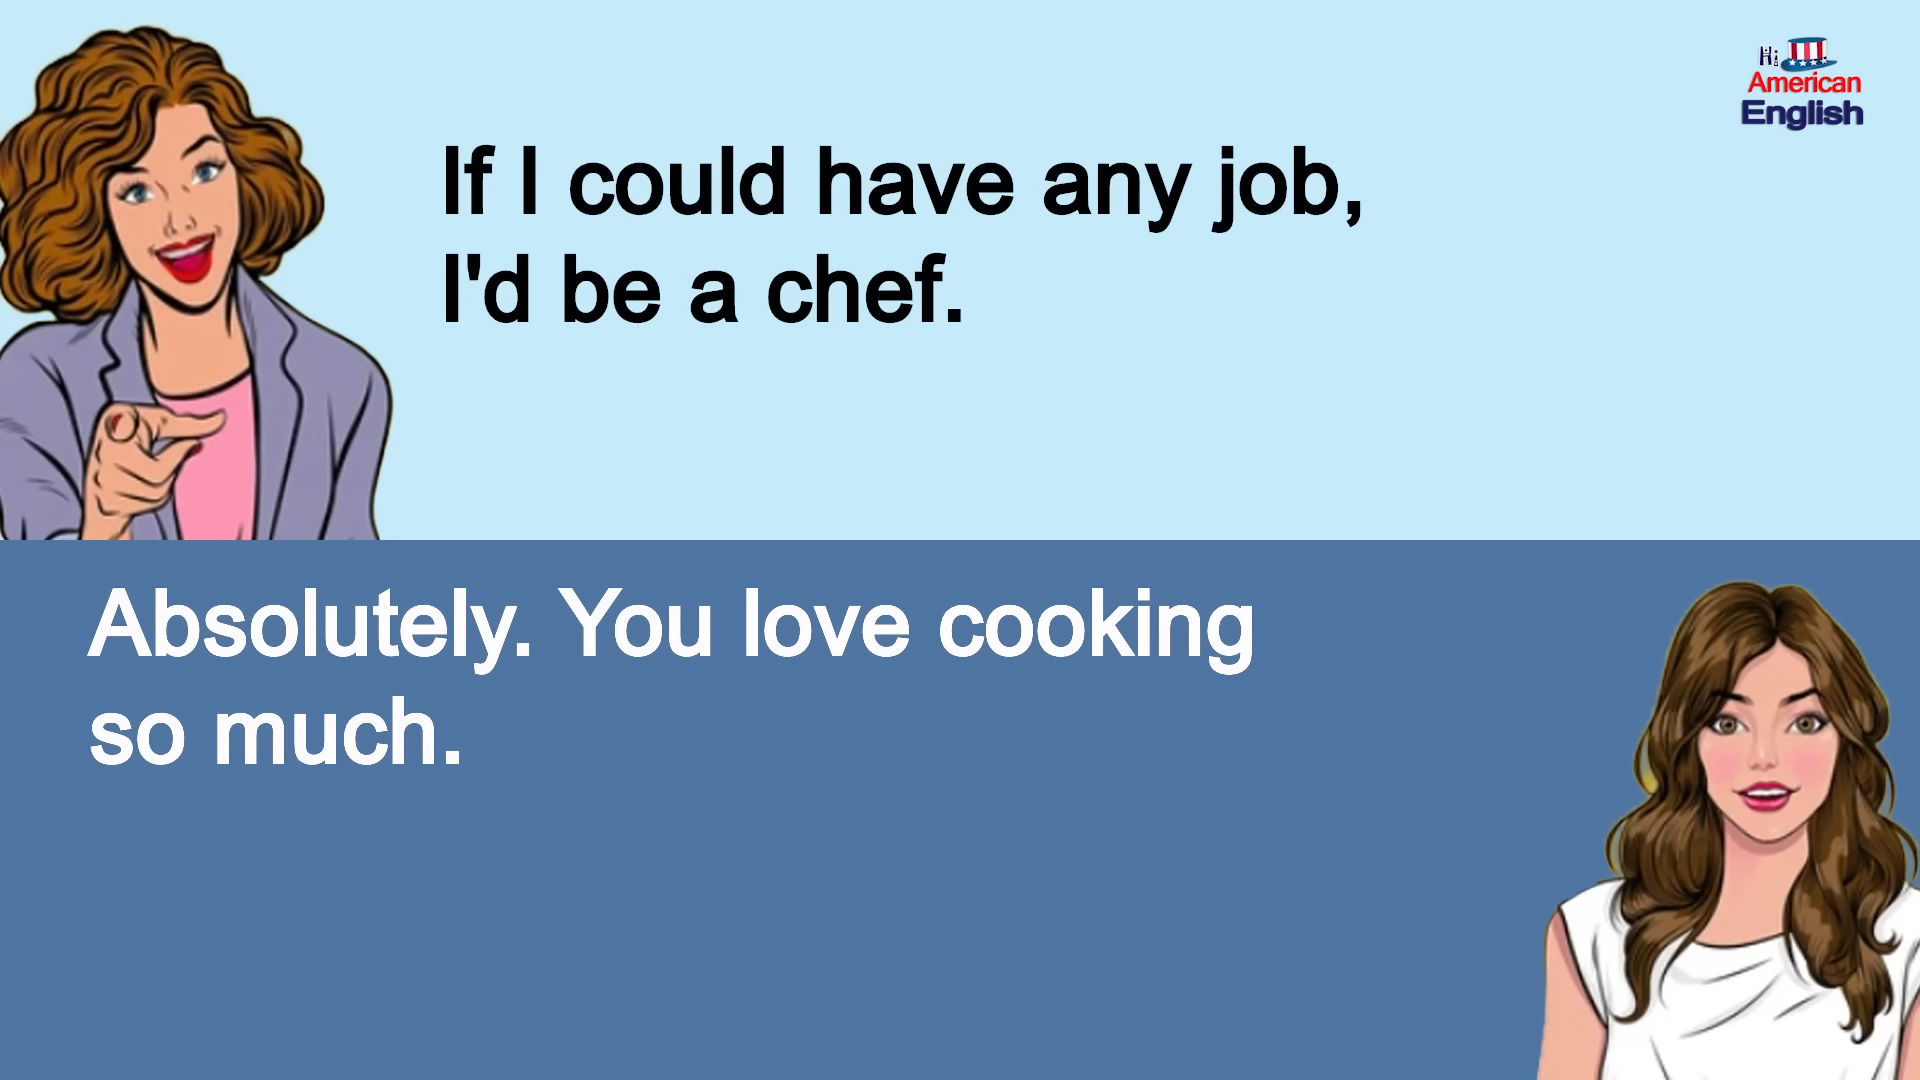 Hi
American
English
If I could have any job,
I'd be a chef.
Absolutely. You love cooking
so much.